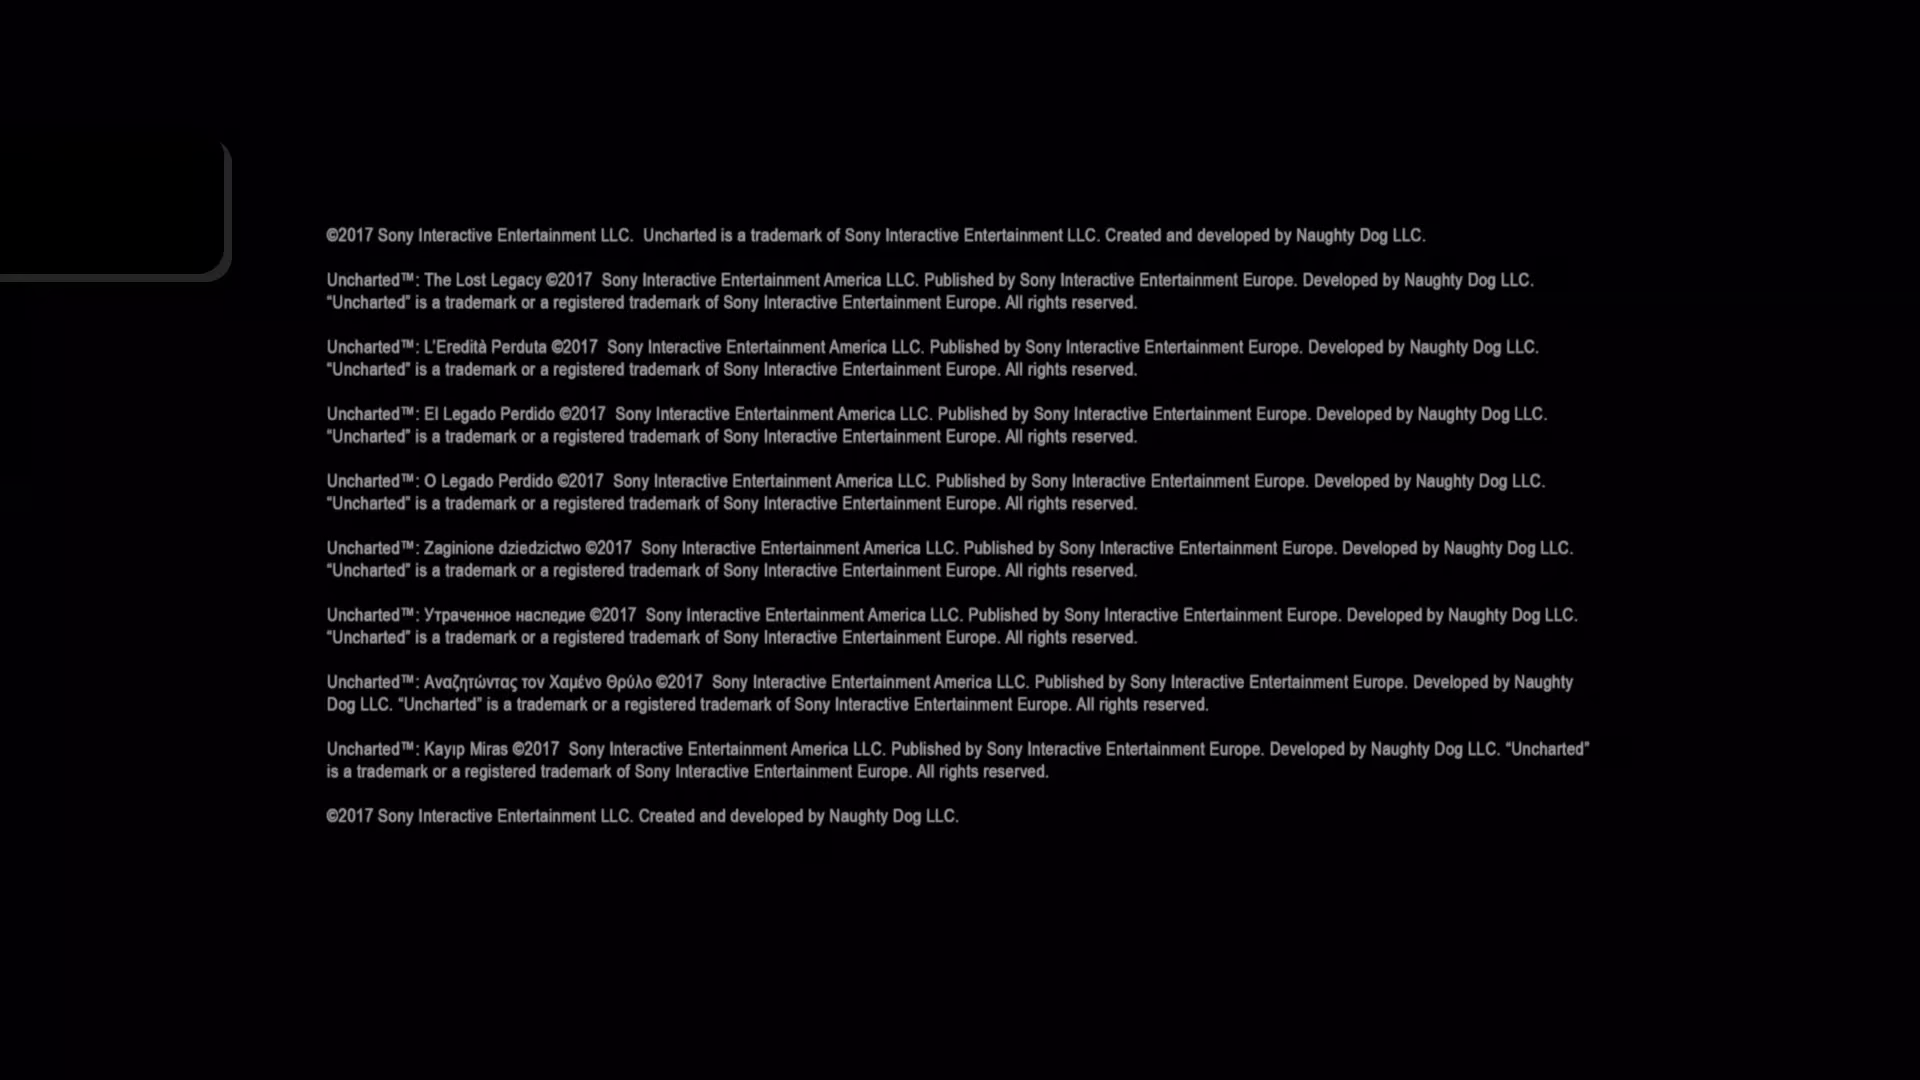 ©2017 Sony Interactive Entertainment LLC.  Uncharted is a trademark of Sony Interactive Entertainment LLC. Created and developed by Naughty Dog LLC.
Uncharted™: The Lost Legacy ©2017  Sony Interactive Entertainment America LLC. Published by Sony Interactive Entertainment Europe. Developed by Naughty Dog LLC.
“Uncharted” is a trademark or a registered trademark of Sony Interactive Entertainment Europe. All rights reserved.
Uncharted™: L’Eredità Perduta ©2017  Sony Interactive Entertainment America LLC. Published by Sony Interactive Entertainment Europe. Developed by Naughty Dog LLC.
“Uncharted” is a trademark or a registered trademark of Sony Interactive Entertainment Europe. All rights reserved.
Uncharted™: El Legado Perdido ©2017  Sony Interactive Entertainment America LLC. Published by Sony Interactive Entertainment Europe. Developed by Naughty Dog LLC.
“Uncharted” is a trademark or a registered trademark of Sony Interactive Entertainment Europe. All rights reserved.
Uncharted™: O Legado Perdido ©2017  Sony Interactive Entertainment America LLC. Published by Sony Interactive Entertainment Europe. Developed by Naughty Dog LLC.
“Uncharted” is a trademark or a registered trademark of Sony Interactive Entertainment Europe. All rights reserved.
Uncharted™: Zaginione dziedzictwo ©2017  Sony Interactive Entertainment America LLC. Published by Sony Interactive Entertainment Europe. Developed by Naughty Dog LLC.
“Uncharted” is a trademark or a registered trademark of Sony Interactive Entertainment Europe. All rights reserved.
Uncharted™: Утраченное наследие ©2017  Sony Interactive Entertainment America LLC. Published by Sony Interactive Entertainment Europe. Developed by Naughty Dog LLC.
“Uncharted” is a trademark or a registered trademark of Sony Interactive Entertainment Europe. All rights reserved.
Uncharted™: Αναζητώντας τον Χαμένο Θρύλο ©2017  Sony Interactive Entertainment America LLC. Published by Sony Interactive Entertainment Europe. Developed by Naughty
Dog LLC. “Uncharted” is a trademark or a registered trademark of Sony Interactive Entertainment Europe. All rights reserved.
Uncharted™: Kayıp Miras ©2017  Sony Interactive Entertainment America LLC. Published by Sony Interactive Entertainment Europe. Developed by Naughty Dog LLC. “Uncharted”
is a trademark or a registered trademark of Sony Interactive Entertainment Europe. All rights reserved.
©2017 Sony Interactive Entertainment LLC. Created and developed by Naughty Dog LLC.